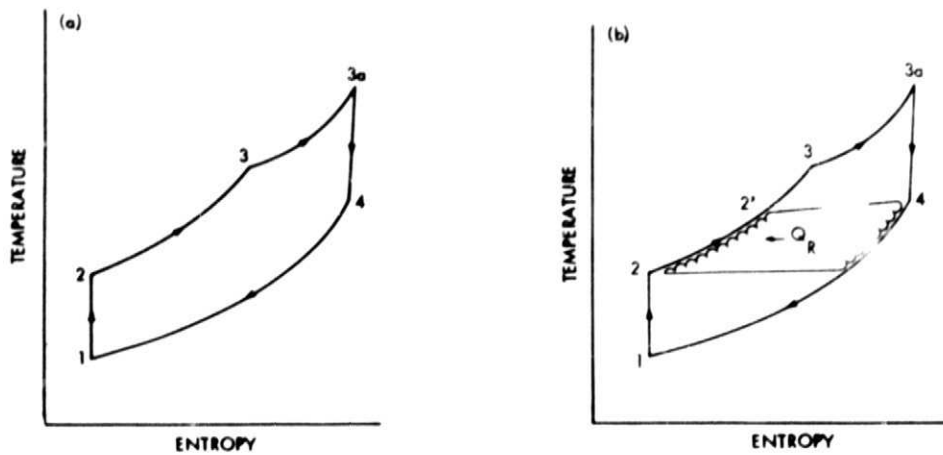 (a)
3a
3
4
2
1
TEMPERATURE
ENTROPY
(b)
3a
3
2'
4
Q
R
2
1
TEMPERATURE
ENTROPY